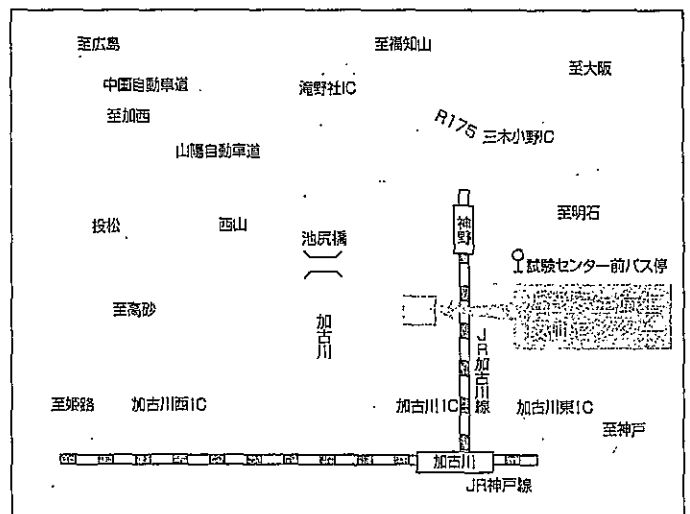 至広島
至福知山
至大阪
中国自動車道
滝野社IC
至加西
R175
三木小野IC
山陽自動車道
至明石
投松
西山
神野
池尻橋
試験センター前バス停
至高砂
加古川
JR加古川線
至姫路
加古川西IC
加古川IC
加古川東IC
至神戸
加古川
JR神戸線